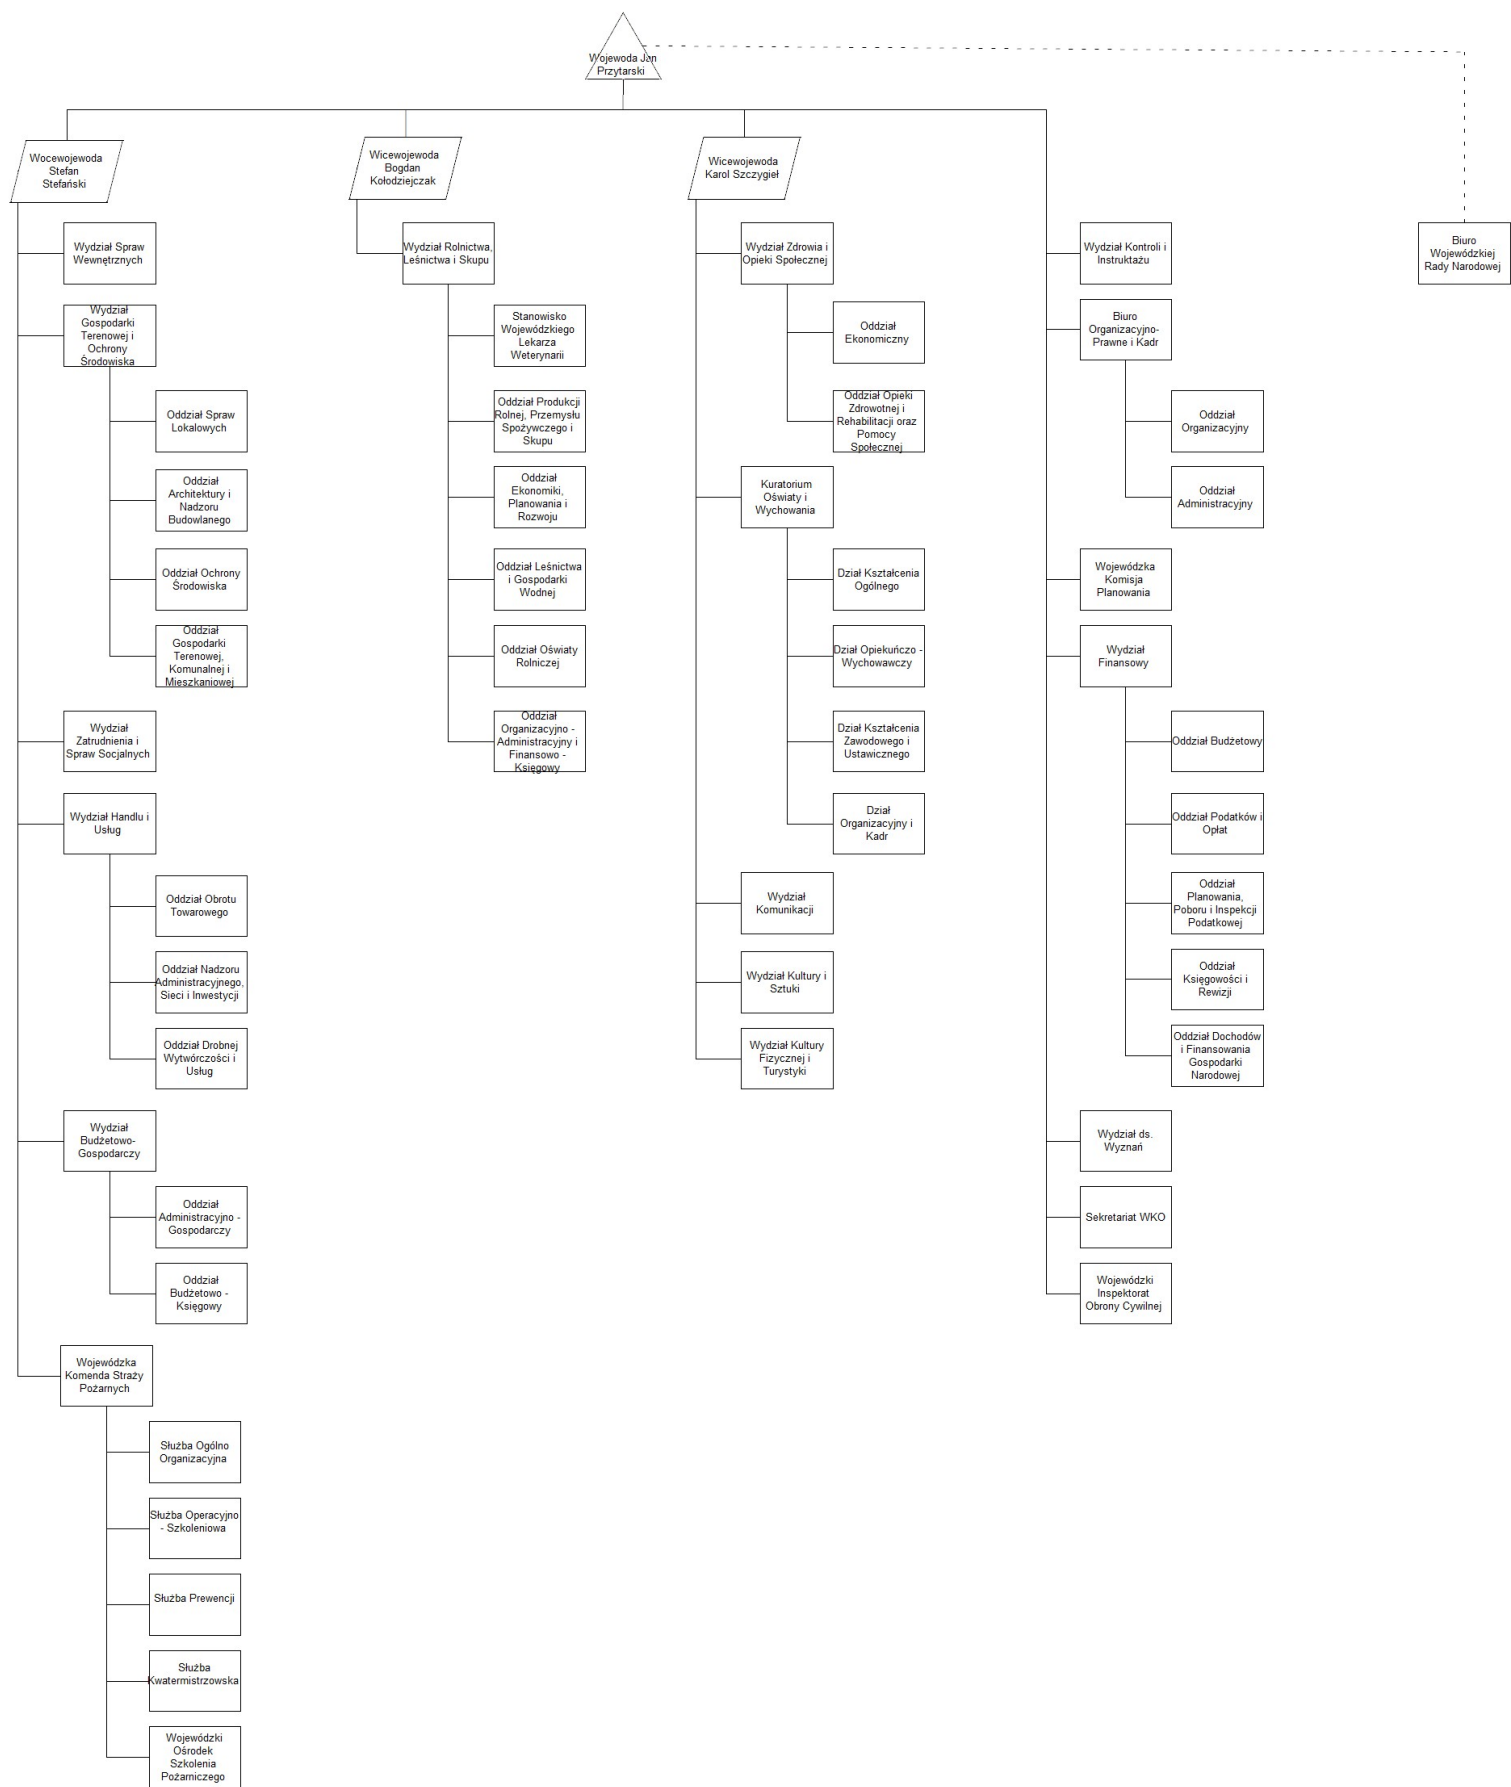 Wojewoda Jan
Przytarski
Wocewojewoda
Stefan
Stefański
Wydział Spraw
Wewnętrznych
Wydział
Gospodarki
Terenowej i
Ochrony
Środowiska
Oddział Spraw
Lokalowych
Oddział
Architektury i
Nadzoru
Budowlanego
Oddział Ochrony
Środowiska
Oddział
Gospodarki
Terenowej,
Komunalnej i
Mieszkaniowej
Wydział
Zatrudnienia i
Spraw Socjalnych
Wydział Handlu i
Usług
Oddział Obrotu
Towarowego
Oddział Nadzoru
Administracyjnego,
Sieci i Inwestycji
Oddział Drobnej
Wytwórczości i
Usług
Wydział
Budżetowo-
Gospodarczy
Oddział
Administracyjno -
Gospodarczy
Oddział
Budżetowo -
Księgowy
Wojewódzka
Komenda Straży
Pożarnych
Służba Ogólno
Organizacyjna
Służba Operacyjno
- Szkoleniowa
Służba Prewencji
Służba
Kwatermistrzowska
Wojewódzki
Ośrodek
Szkolenia
Pożarniczego
Wicewojewoda
Bogdan
Kołodziejczak
Wydział Rolnictwa,
Leśnictwa i Skupu
Stanowisko
Wojewódzkiego
Lekarza
Weterynarii
Oddział Produkcji
Rolnej, Przemysłu
Spożywczego i
Skupu
Oddział
Ekonomiki,
Planowania i
Rozwoju
Oddział Leśnictwa
i Gospodarki
Wodnej
Oddział Oświaty
Rolniczej
Oddział
Organizacyjno -
Administracyjny i
Finansowo -
Księgowy
Wicewojewoda
Karol Szczygieł
Wydział Zdrowia i
Opieki Społecznej
Oddział
Ekonomiczny
Oddział Opieki
Zdrowotnej i
Rehabilitacji oraz
Pomocy
Społecznej
Kuratorium
Oświaty i
Wychowania
Dział Kształcenia
Ogólnego
Dział Opiekuńczo -
Wychowawczy
Dział Kształcenia
Zawodowego i
Ustawicznego
Dział
Organizacyjny i
Kadr
Wydział
Komunikacji
Wydział Kultury i
Sztuki
Wydział Kultury
Fizycznej i
Turystyki
Wydział Kontroli i
Instruktażu
Biuro
Organizacyjno-
Prawne i Kadr
Oddział
Organizacyjny
Oddział
Administracyjny
Wojewódzka
Komisja
Planowania
Wydział
Finansowy
Oddział Budżetowy
Oddział Podatków i
Opłat
Oddział
Planowania,
Poboru i Inspekcji
Podatkowej
Oddział
Księgowości i
Rewizji
Oddział Dochodów
i Finansowania
Gospodarki
Narodowej
Wydział ds.
Wyznań
Sekretariat WKO
Wojewódzki
Inspektorat
Obrony Cywilnej
Biuro
Wojewódzkiej
Rady Narodowej